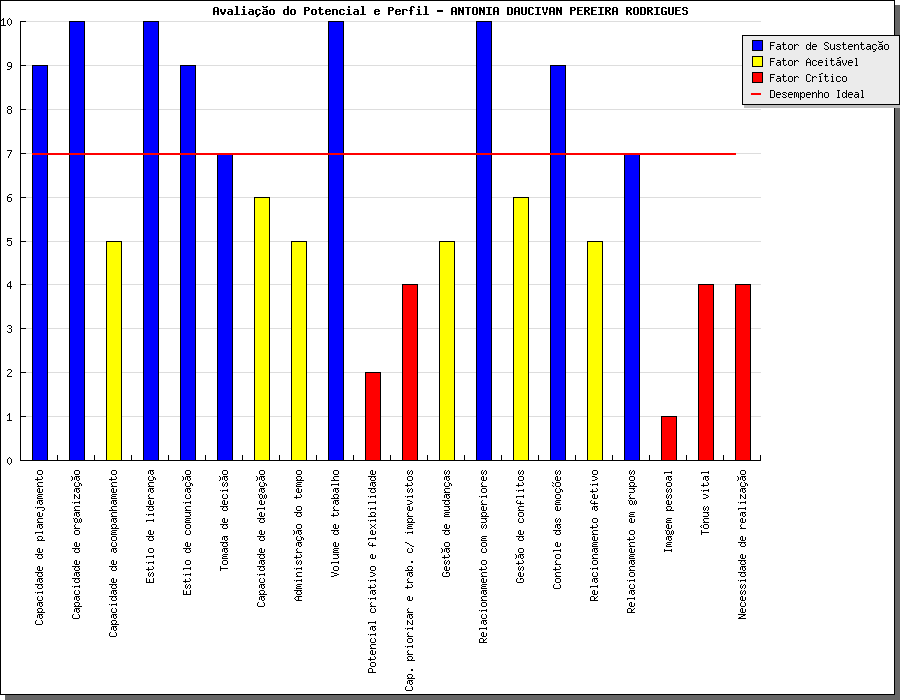 Avaliação do Potencial e Perfil - ANTONIA DAUCIVAN PEREIRA RODRIGUES
Fator de Sustentação
Fator Aceitável
Fator Crítico
Desempenho Ideal
10
9
8
7
6
5
4
3
2
1
0
Capacidade de planejamento
Capacidade de organização
Capacidade de acompanhamento
Estilo de liderança
Estilo de comunicação
Tomada de decisão
Capacidade de delegação
Administração do tempo
Volume de trabalho
Potencial criativo e flexibilidade
Cap. priorizar e trab. c/ imprevistos
Gestão de mudanças
Relacionamento com superiores
Gestão de conflitos
Controle das emoções
Relacionamento afetivo
Relacionamento em grupos
Imagem pessoal
Tônus vital
Necessidade de realização